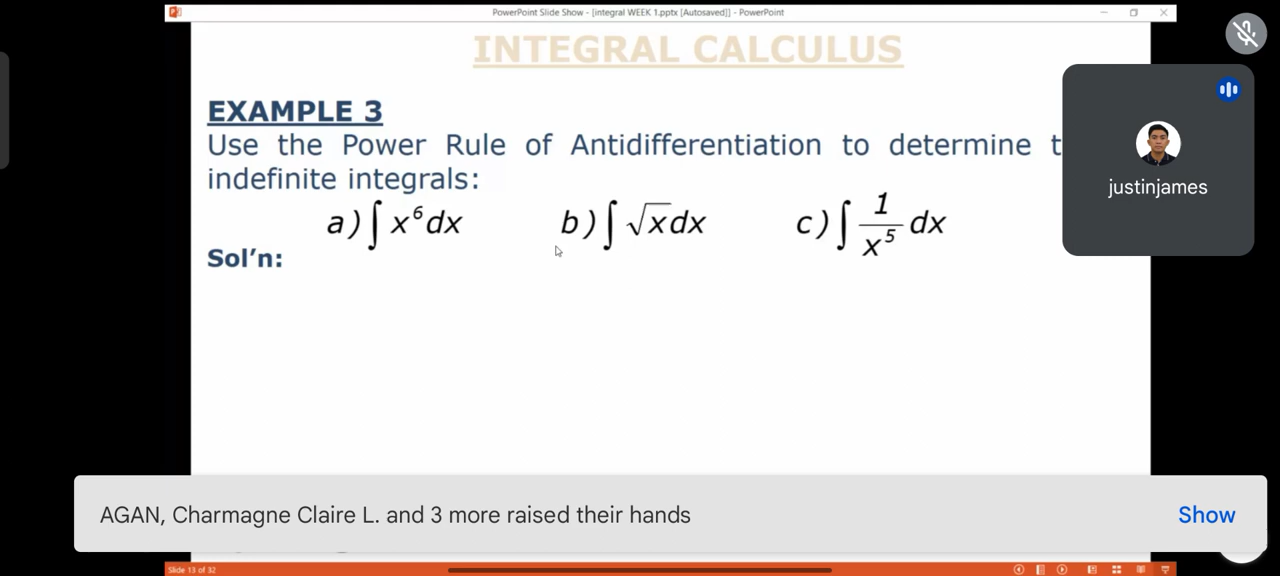 PowerPoint Slide Show - [integral WEEK 1.pptx [Autosaved]] - PowerPoint
INTEGRAL CALCULUS
EXAMPLE 3
Use the Power Rule of Antidifferentiation to determine t
indefinite integrals:
a) ∫ x⁶ dx b) ∫ √x dx c) ∫ 1/x⁵ dx
Sol'n:
justinjames
AGAN, Charmagne Claire L. and 3 more raised their hands
Show
Slide 13 of 32